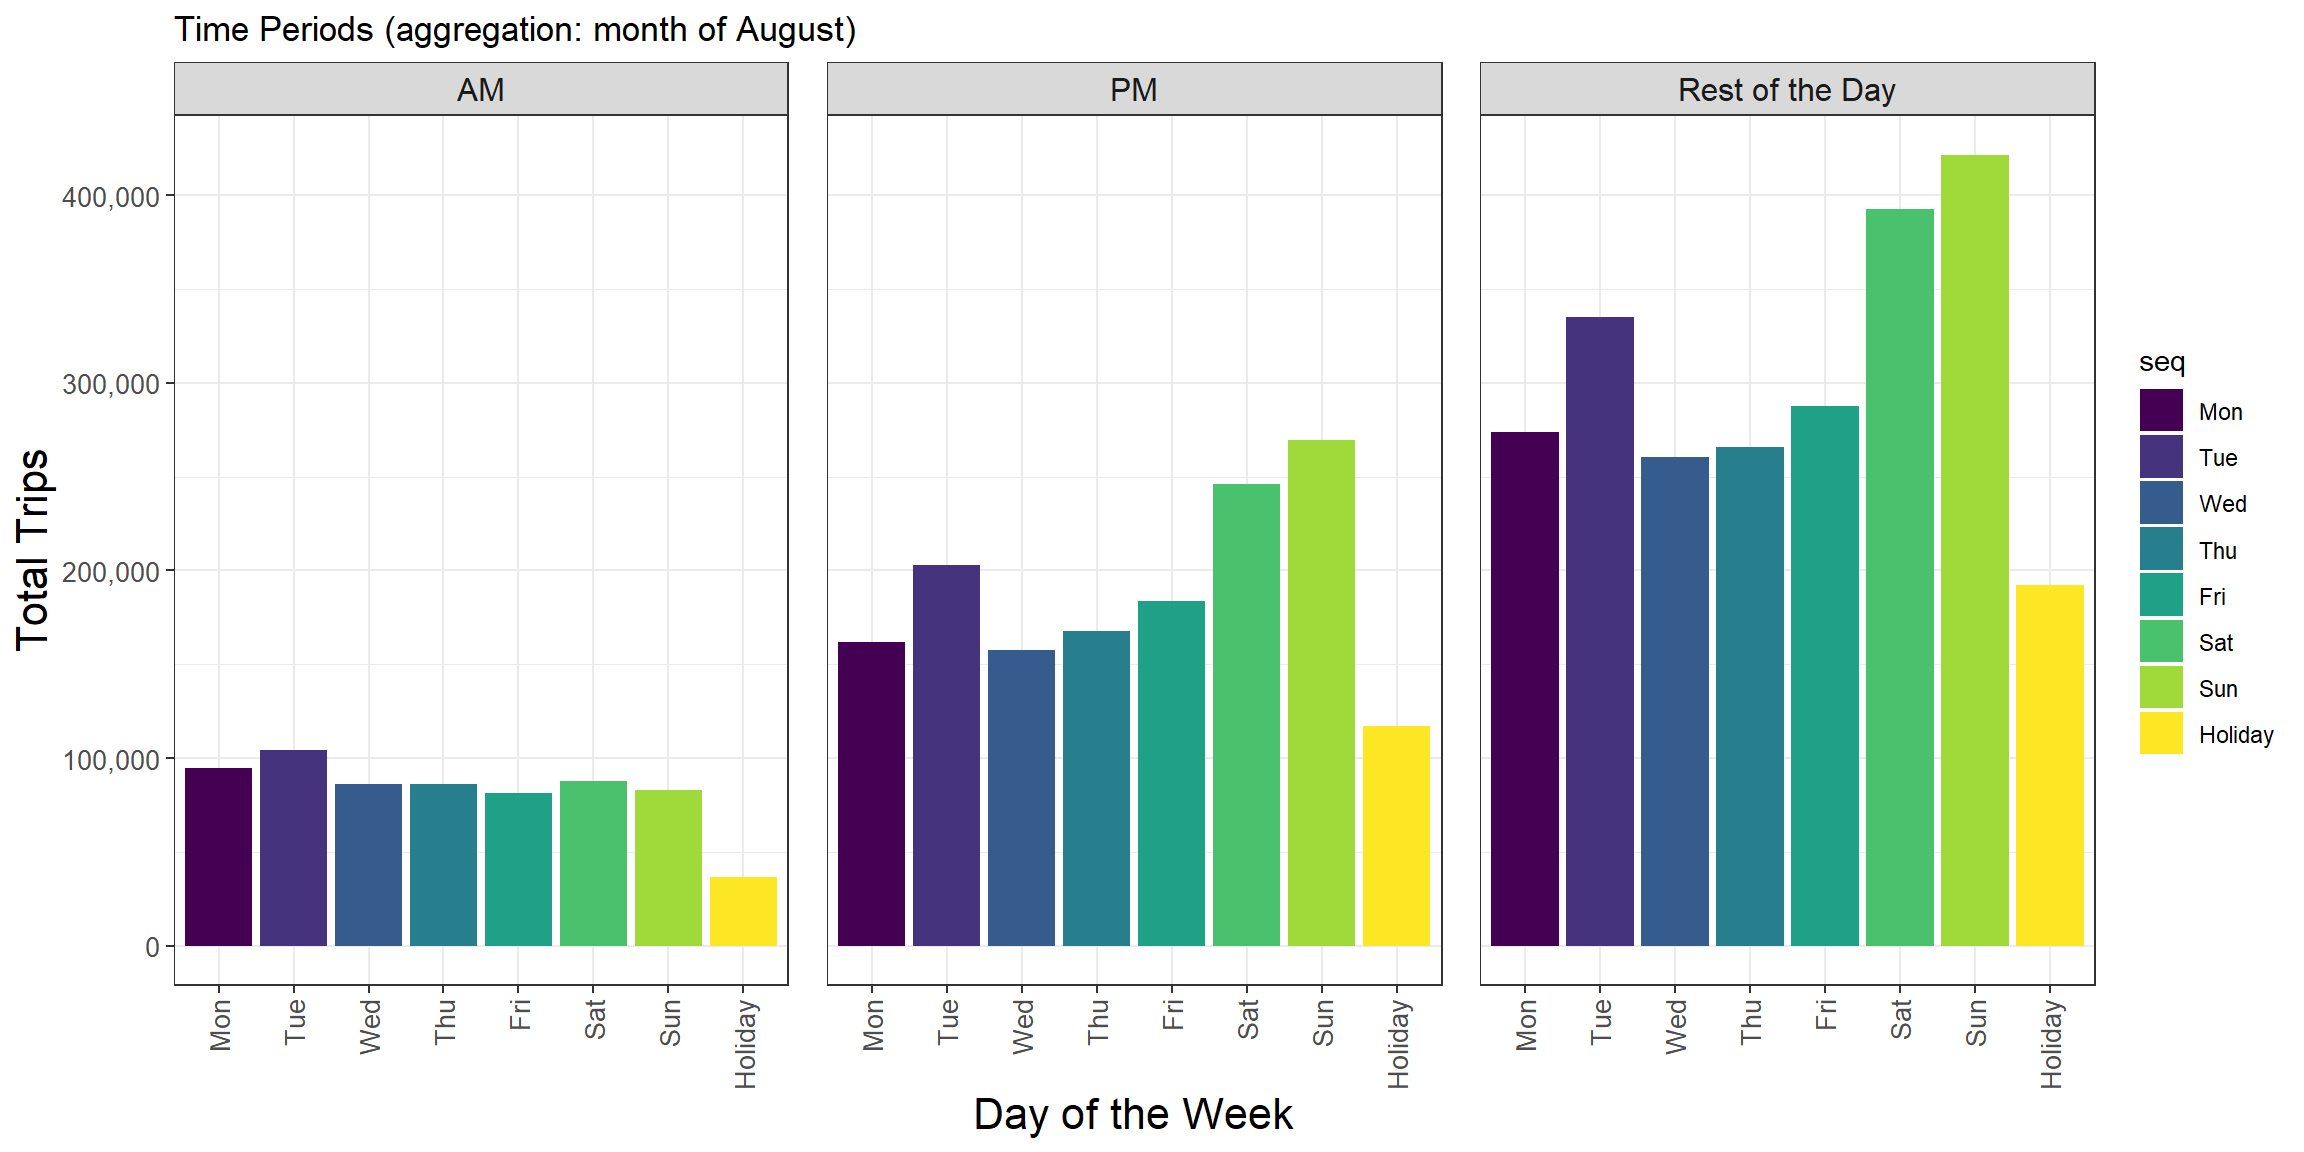 Time Periods (aggregation: month of August)
AM
PM
Rest of the Day
Total Trips
400,000
300,000
200,000
100,000
0
Mon
Tue
Wed
Thu
Fri
Sat
Sun
Holiday
Mon
Tue
Wed
Thu
Fri
Sat
Sun
Holiday
Mon
Tue
Wed
Thu
Fri
Sat
Sun
Holiday
Day of the Week
seq
Mon
Tue
Wed
Thu
Fri
Sat
Sun
Holiday